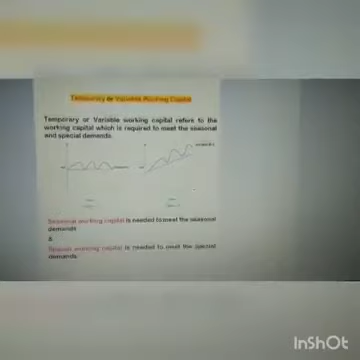 Temporary or Variable Working Capital
Temporary or Variable working capital refers to the
working capital which is required to meet the seasonal
and special demands.
Seasonal working capital is needed to meet the seasonal
demands
&
Special working capital is needed to meet the special
demands
InShOt